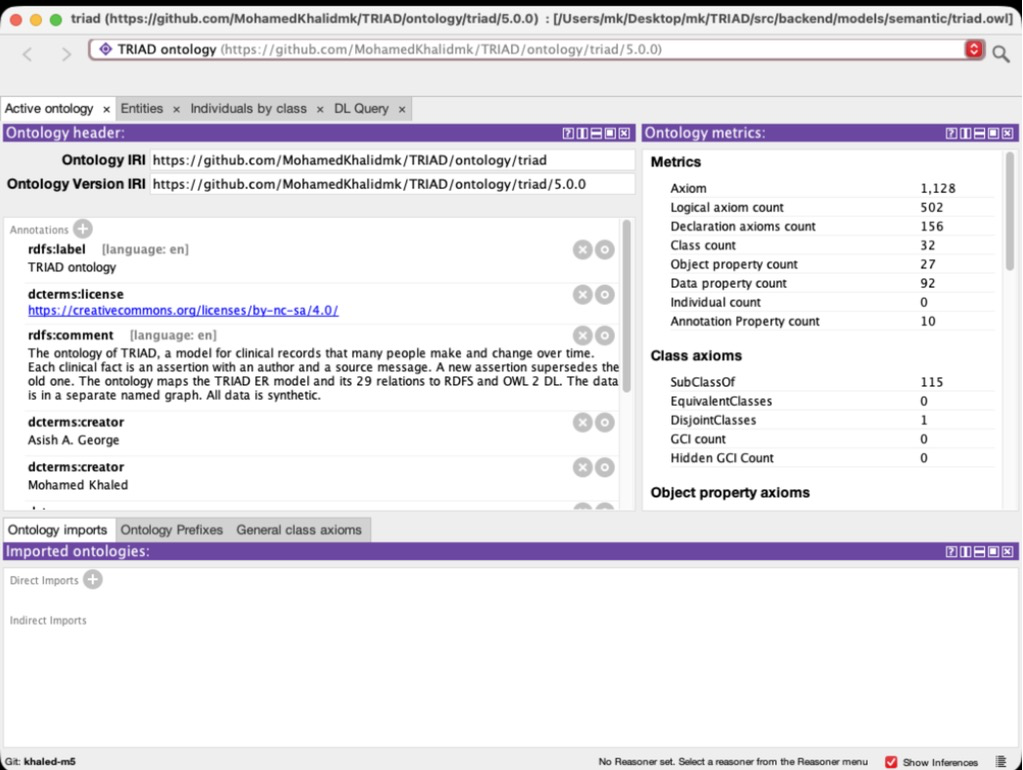 triad (https://github.com/MohamedKhalidmk/TRIAD/ontology/triad/5.0.0)  : [/Users/mk/Desktop/mk/TRIAD/src/backend/models/semantic/triad.owl]
TRIAD ontology (https://github.com/MohamedKhalidmk/TRIAD/ontology/triad/5.0.0)
Active ontology × Entities × Individuals by class × DL Query ×
Ontology header:
Ontology IRI https://github.com/MohamedKhalidmk/TRIAD/ontology/triad
Ontology Version IRI https://github.com/MohamedKhalidmk/TRIAD/ontology/triad/5.0.0
Annotations
rdfs:label [language: en]
TRIAD ontology
dcterms:license
https://creativecommons.org/licenses/by-nc-sa/4.0/
rdfs:comment [language: en]
The ontology of TRIAD, a model for clinical records that many people make and change over time.
Each clinical fact is an assertion with an author and a source message. A new assertion supersedes the
old one. The ontology maps the TRIAD ER model and its 29 relations to RDFS and OWL 2 DL. The data
is in a separate named graph. All data is synthetic.
dcterms:creator
Asish A. George
dcterms:creator
Mohamed Khaled
Ontology metrics:
Metrics
Axiom 1,128
Logical axiom count 502
Declaration axioms count 156
Class count 32
Object property count 27
Data property count 92
Individual count 0
Annotation Property count 10
Class axioms
SubClassOf 115
EquivalentClasses 0
DisjointClasses 1
GCI count 0
Hidden GCI Count 0
Object property axioms
Ontology imports Ontology Prefixes General class axioms
Imported ontologies:
Direct Imports
Indirect Imports
Git: khaled-m5
No Reasoner set. Select a reasoner from the Reasoner menu Show Inferences